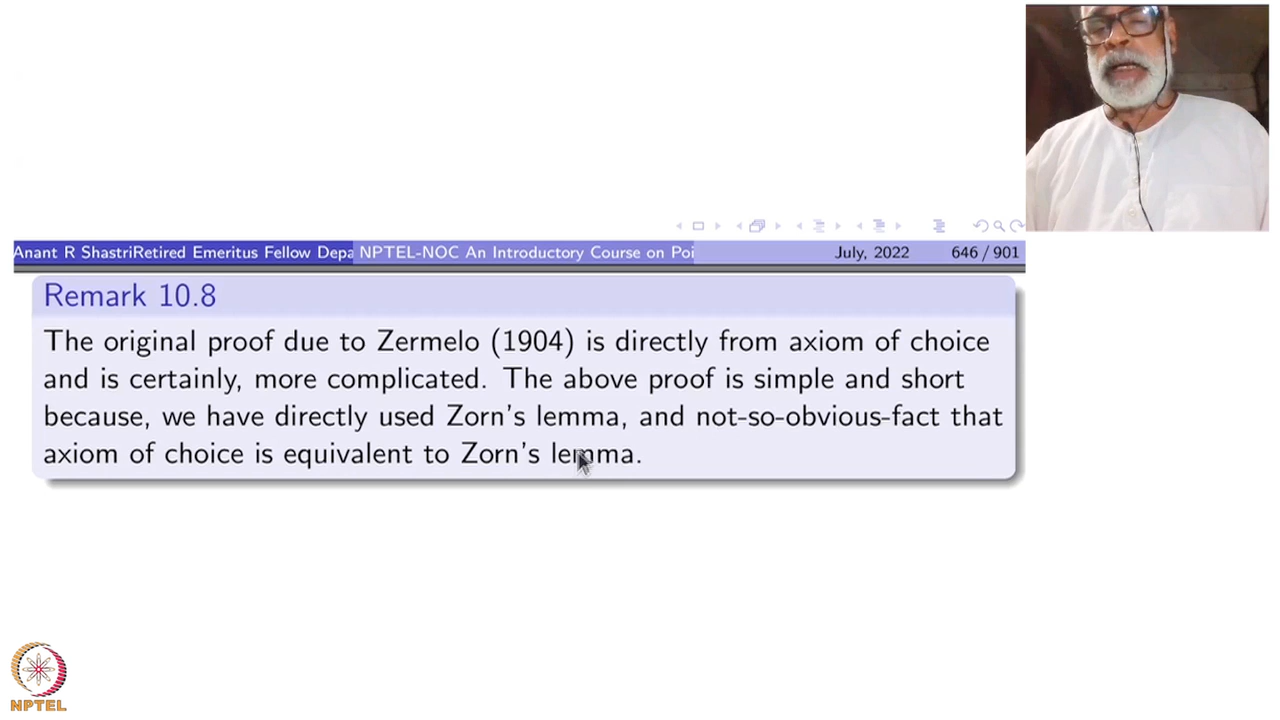 Anant R ShastriRetired Emeritus Fellow Depa NPTEL-NOC An Introductory Course on Poi July, 2022 646 / 901
Remark 10.8
The original proof due to Zermelo (1904) is directly from axiom of choice
and is certainly, more complicated. The above proof is simple and short
because, we have directly used Zorn's lemma, and not-so-obvious-fact that
axiom of choice is equivalent to Zorn's lemma.
NPTEL